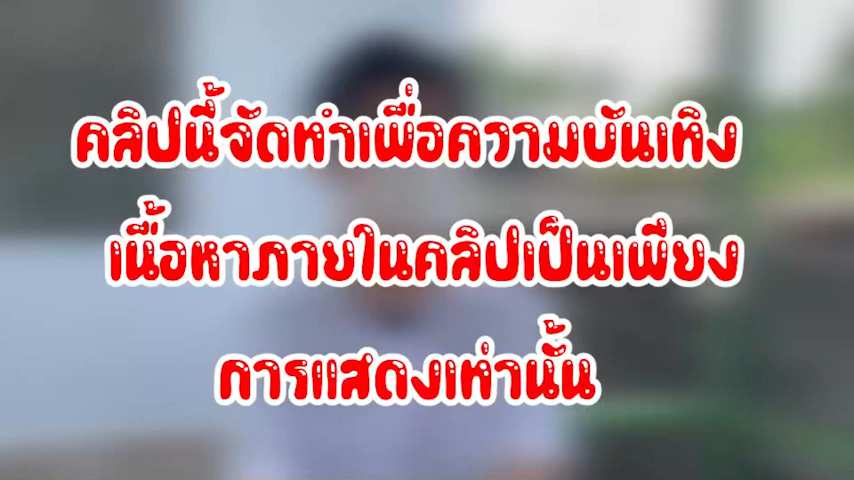 คลิปนี้จัดทำเพื่อความบันเทิง
เนื้อหาภายในคลิปเป็นเพียง
การแสดงเท่านั้น